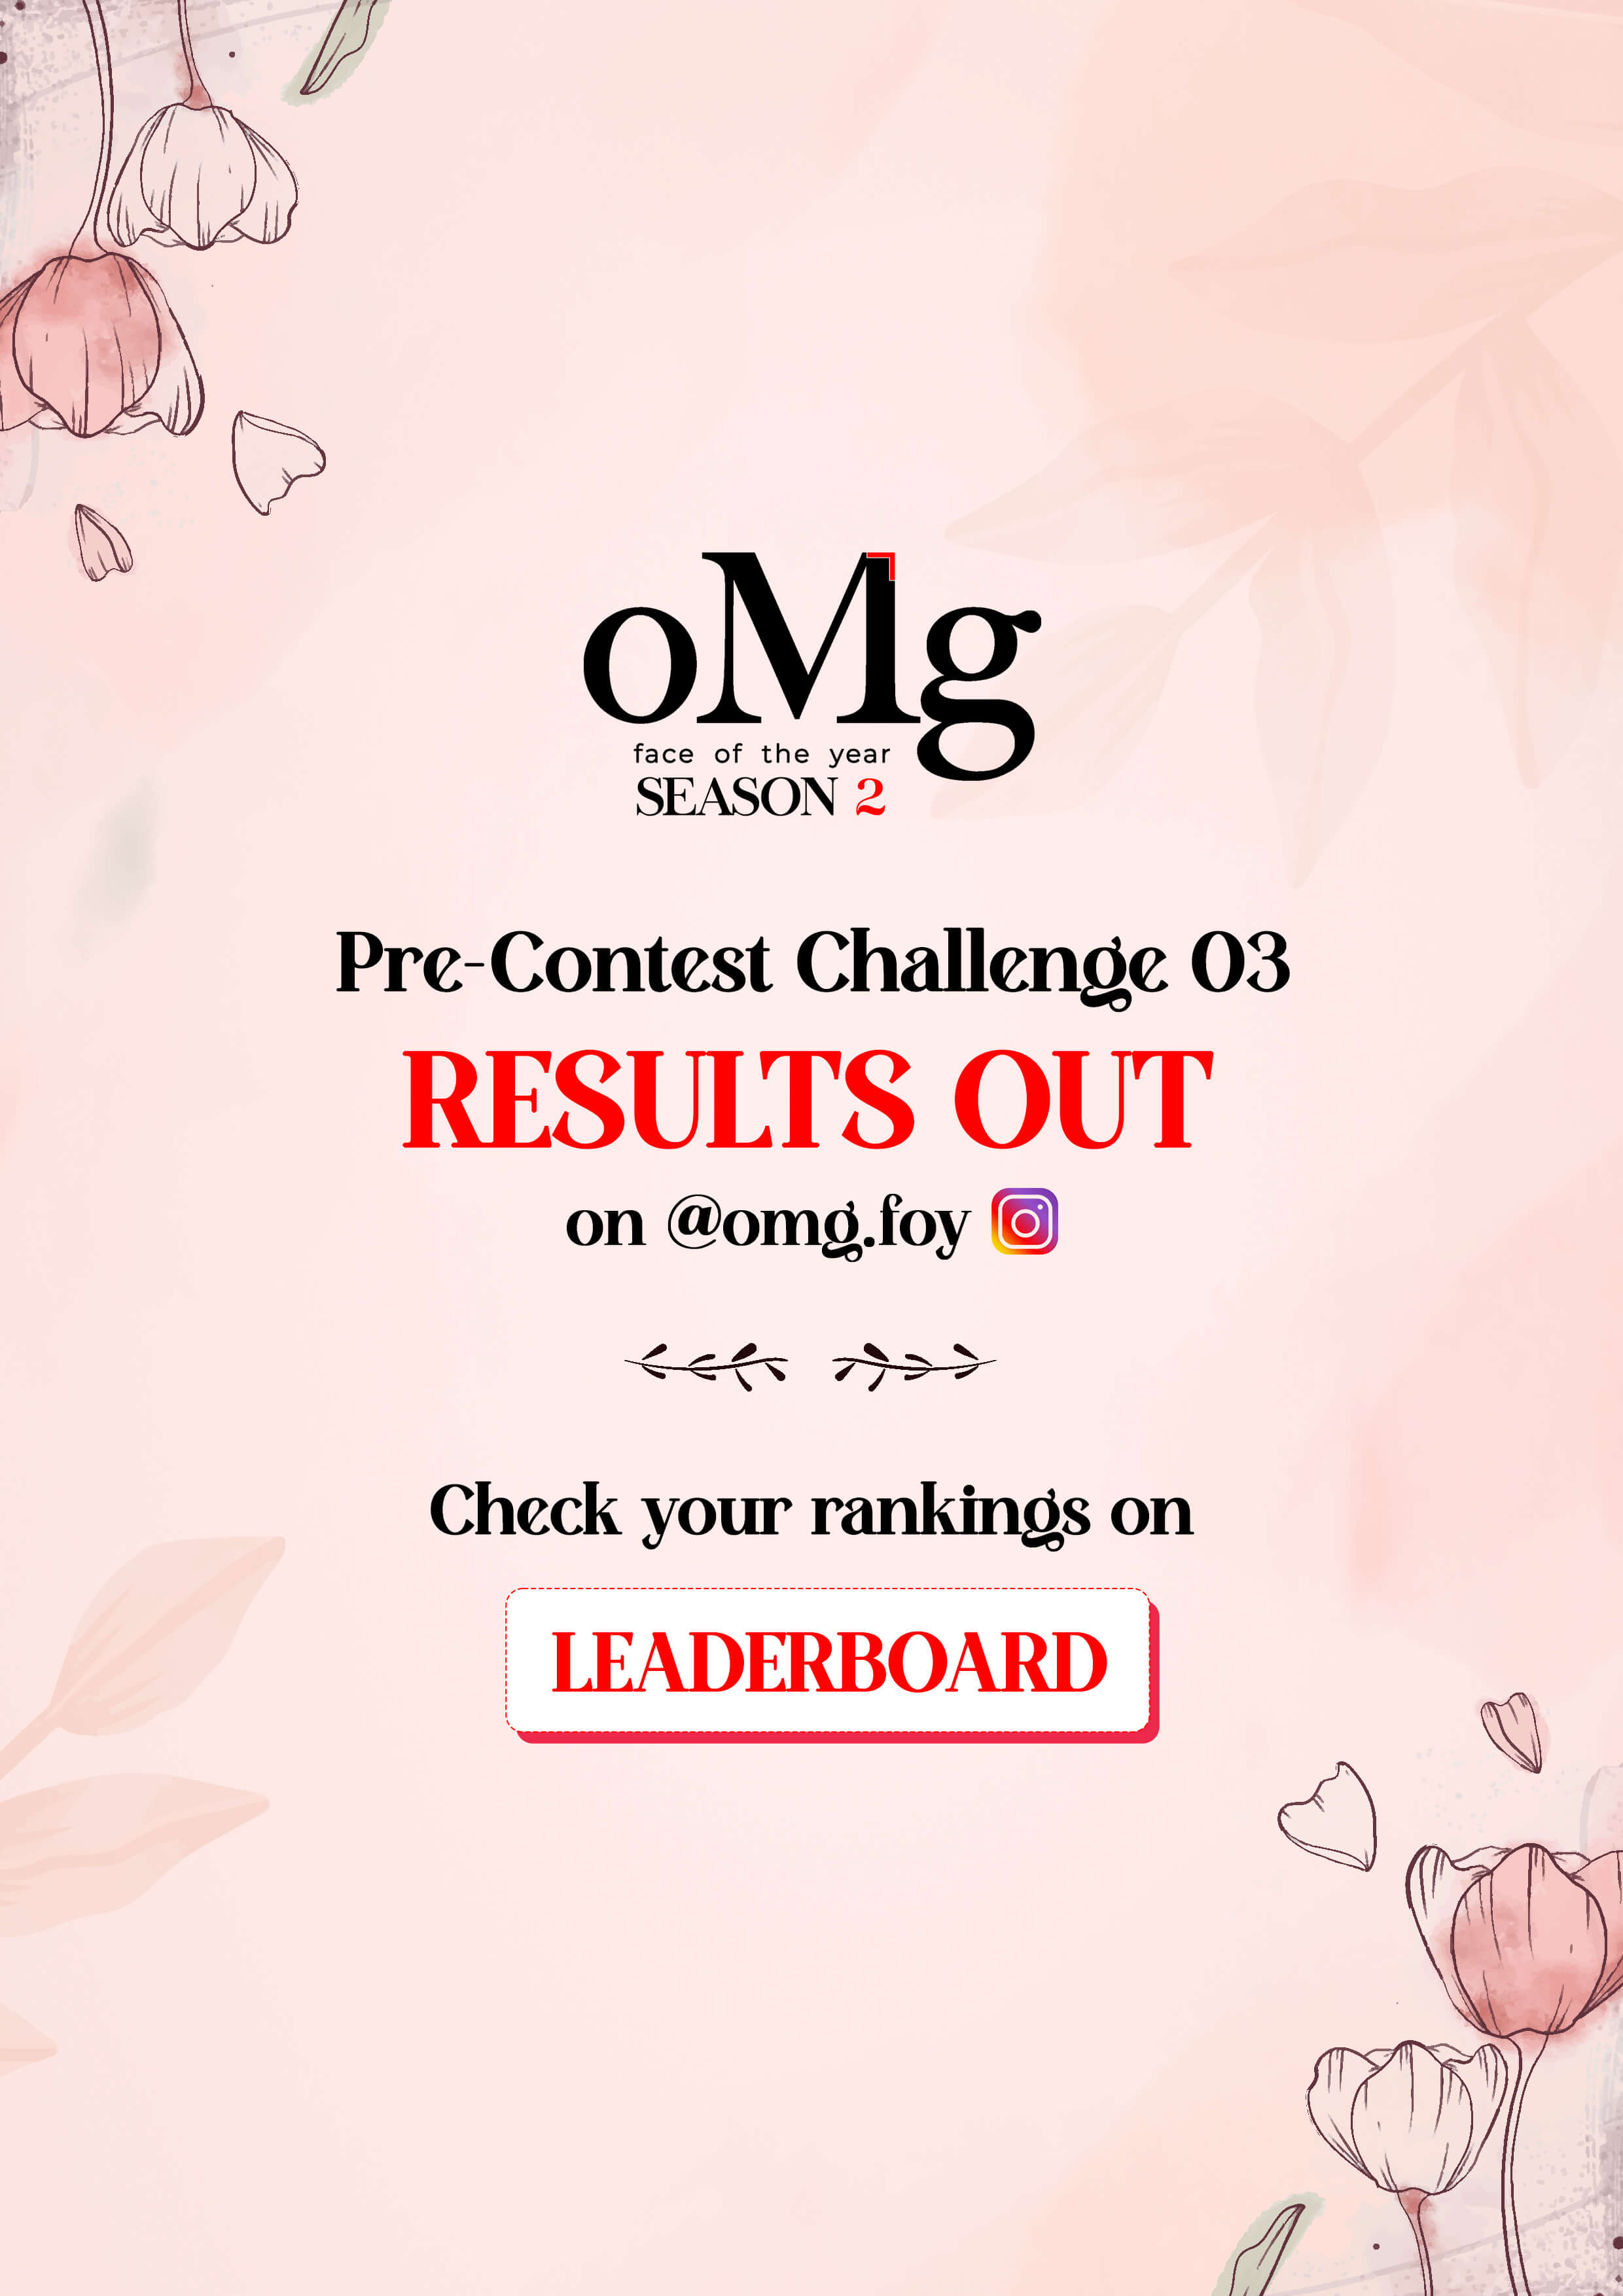 oMg
face of the year
SEASON 2
Pre-Contest Challenge 03
RESULTS OUT
on @omg.foy
Check your rankings on
LEADERBOARD